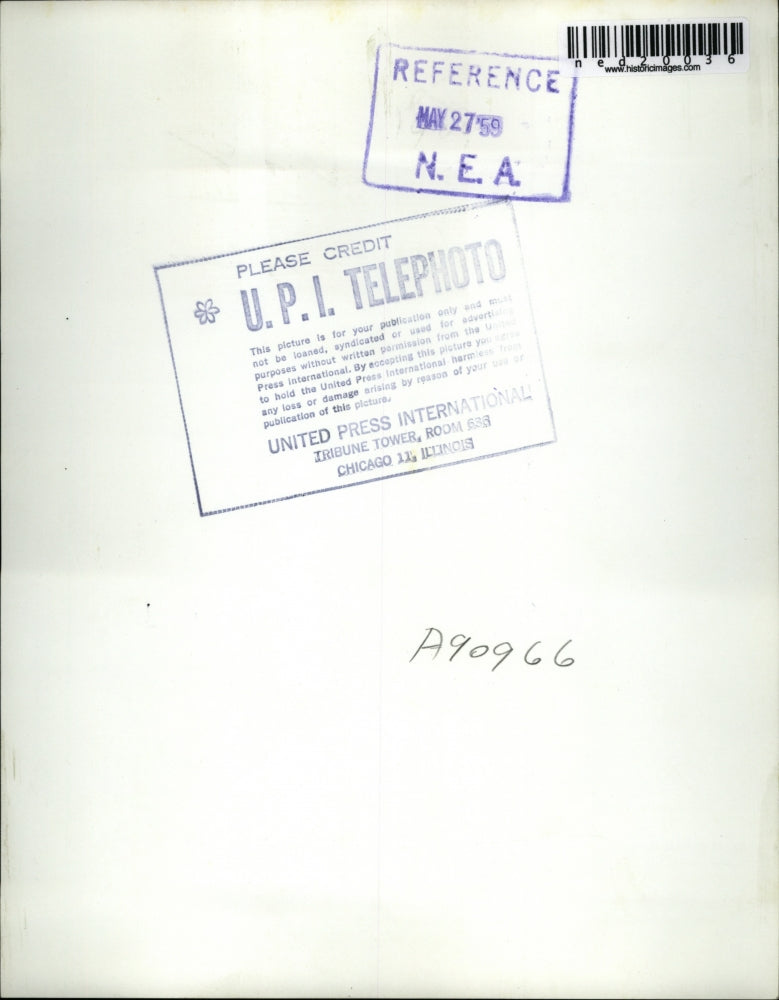 ned20036
www.historicimages.com
REFERENCE
MAY 27 '59
N. E. A.
PLEASE CREDIT
U. P. I. TELEPHOTO
This picture is for your publication only and must
not be loaned, syndicated or used for advertising
purposes without written permission from the United
Press International. By accepting this picture you agree
to hold the United Press International harmless from
any loss or damage arising by reason of your use or
publication of this picture.
UNITED PRESS INTERNATIONAL
TRIBUNE TOWER, ROOM 636
CHICAGO 11, ILLINOIS
A90966